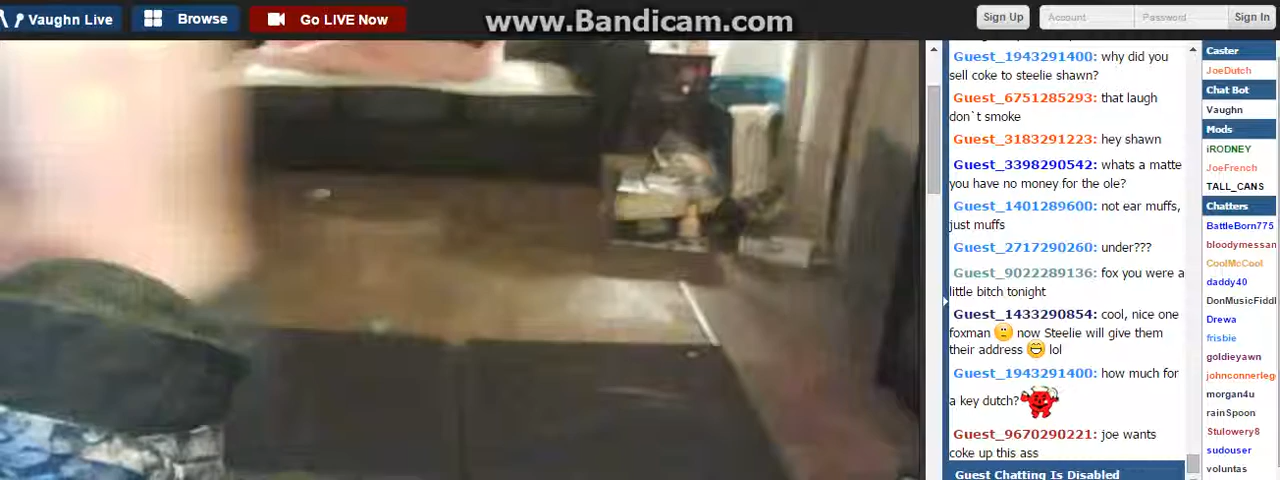 Vaughn Live Browse Go LIVE Now www.Bandicam.com Sign Up Account Password Sign In
Guest_1943291400: why did you
sell coke to steelie shawn?
Guest_6751285293: that laugh
don`t smoke
Guest_3183291223: hey shawn
Guest_3398290542: whats a matte
you have no money for the ole?
Guest_1401289600: not ear muffs,
just muffs
Guest_2717290260: under???
Guest_9022289136: fox you were a
little bitch tonight
Guest_1433290854: cool, nice one
foxman now Steelie will give them
their address lol
Guest_1943291400: how much for
a key dutch?
Guest_9670290221: joe wants
coke up this ass
Guest Chatting Is Disabled
Caster
JoeDutch
Chat Bot
Vaughn
Mods
iRODNEY
JoeFrench
TALL_CANS
Chatters
BattleBorn775
bloodymessan
CoolMcCool
daddy40
DonMusicFiddl
Drewa
frisbie
goldieyawn
johnconnerleg
morgan4u
rainSpoon
Stulowery8
sudouser
voluntas